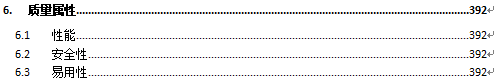 6. 质量属性........392
6.1 性能........392
6.2 安全性........392
6.3 易用性........392